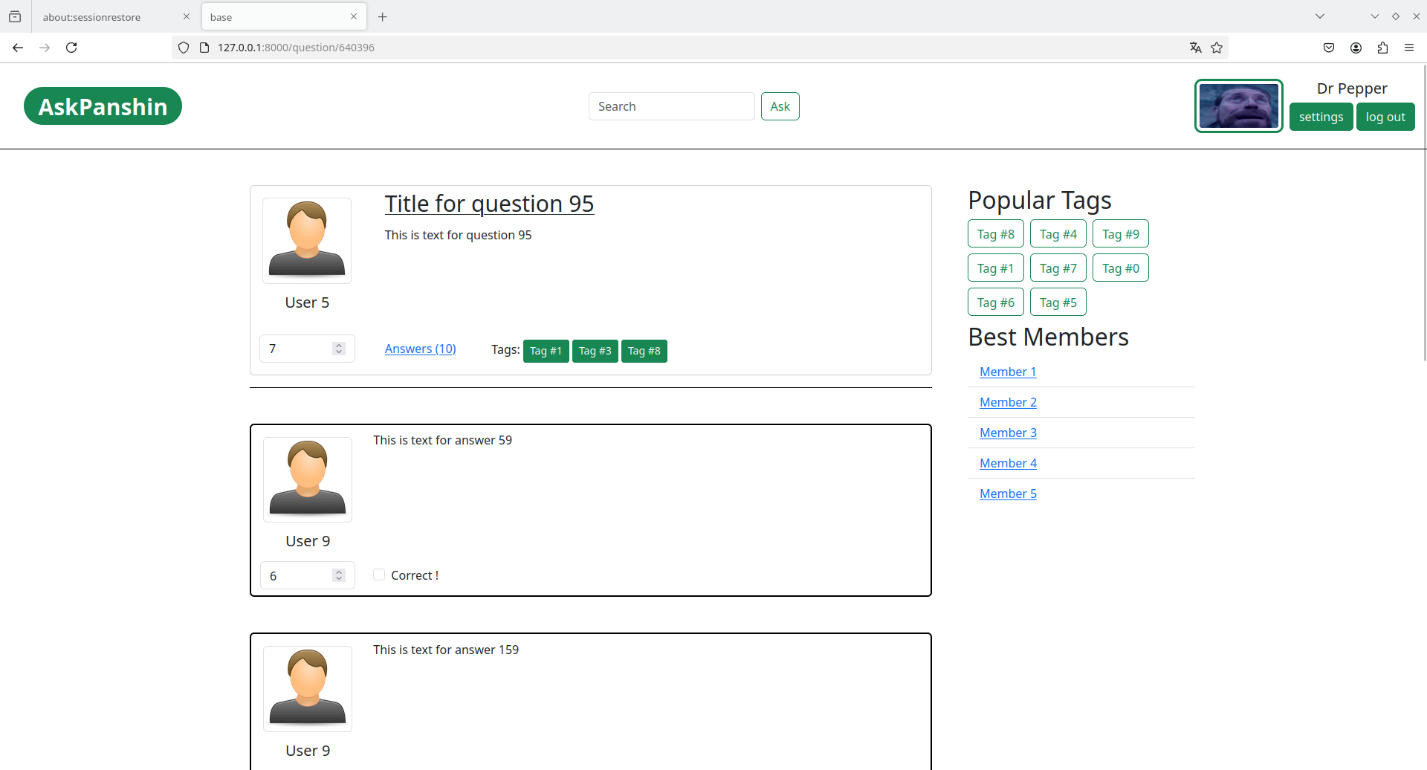 about:sessionrestore
base
127.0.0.1:8000/question/640396
AskPanshin
Search
Ask
Dr Pepper
settings
log out
Title for question 95
This is text for question 95
User 5
7
Answers (10)
Tags: Tag #1 Tag #3 Tag #8
This is text for answer 59
User 9
6
Correct !
This is text for answer 159
User 9
Popular Tags
Tag #8 Tag #4 Tag #9
Tag #1 Tag #7 Tag #0
Tag #6 Tag #5
Best Members
Member 1
Member 2
Member 3
Member 4
Member 5